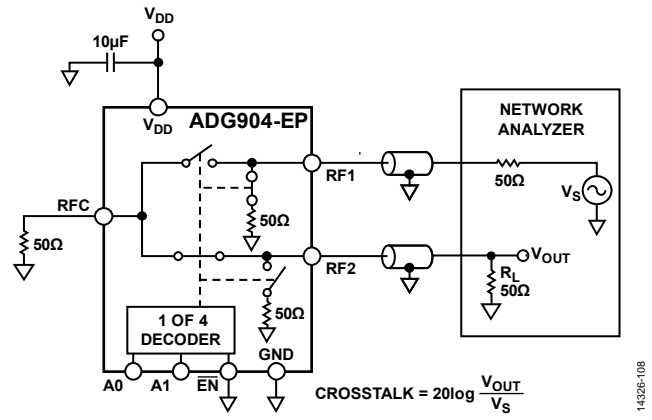 VDD
10µF
VDD
ADG904-EP
NETWORK
ANALYZER
RF1
50Ω
VS
RFC
50Ω
50Ω
RF2
VOUT
RL
50Ω
50Ω
1 OF 4
DECODER
GND
A0
A1
EN
CROSSTALK = 20log VOUT
VS
14326-108